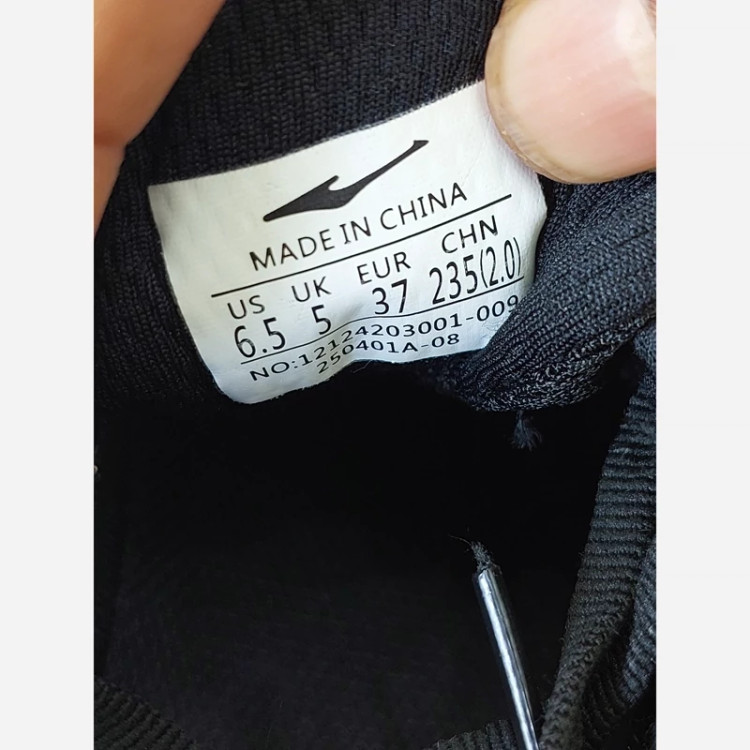 MADE IN CHINA
US UK EUR CHN
6.5 5 37 235(2.0)
NO:12124203001-009
250401A-08